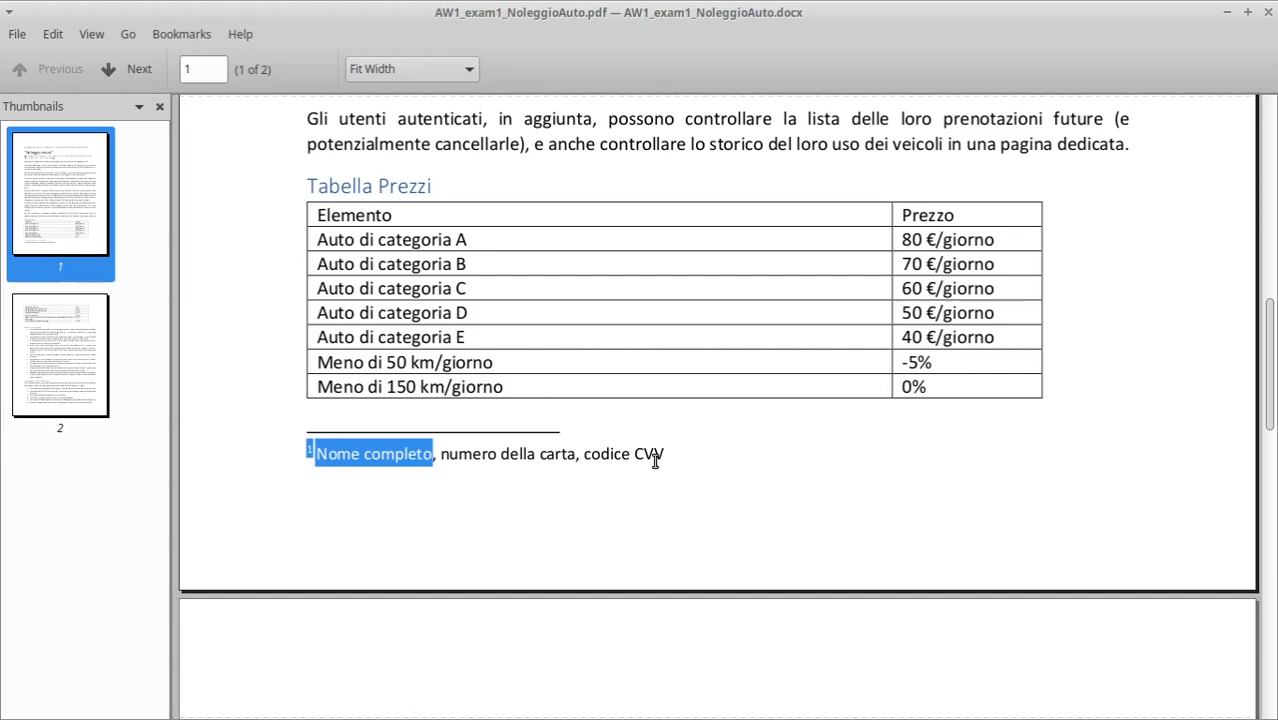 AW1_exam1_NoleggioAuto.pdf — AW1_exam1_NoleggioAuto.docx
File Edit View Go Bookmarks Help
Previous Next 1 (1 of 2) Fit Width
Thumbnails
1
2
Gli utenti autenticati, in aggiunta, possono controllare la lista delle loro prenotazioni future (e
potenzialmente cancellarle), e anche controllare lo storico del loro uso dei veicoli in una pagina dedicata.
Tabella Prezzi
Elemento Prezzo
Auto di categoria A 80 €/giorno
Auto di categoria B 70 €/giorno
Auto di categoria C 60 €/giorno
Auto di categoria D 50 €/giorno
Auto di categoria E 40 €/giorno
Meno di 50 km/giorno -5%
Meno di 150 km/giorno 0%
1 Nome completo, numero della carta, codice CVV